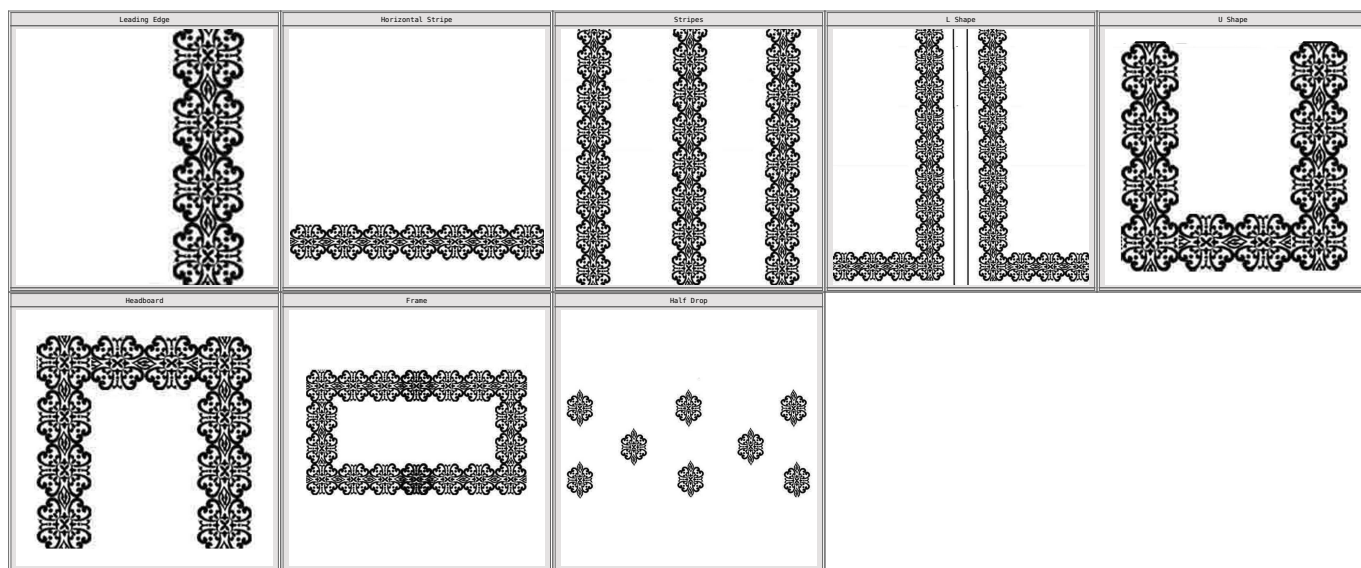 Leading Edge
Horizontal Stripe
Stripes
L Shape
U Shape
Headboard
Frame
Half Drop